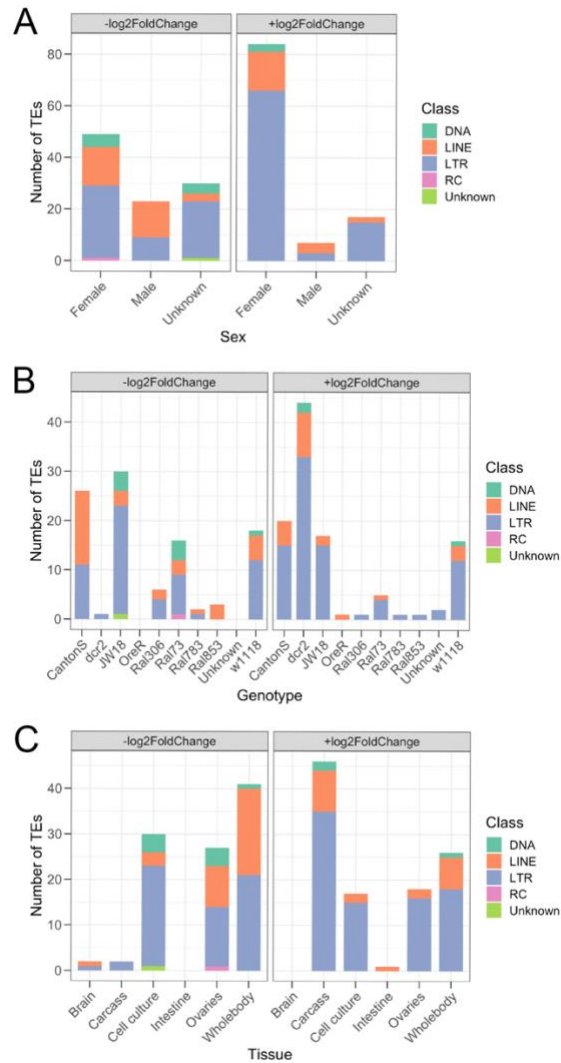 A
-log2FoldChange +log2FoldChange
Number of TEs
80
60
40
20
0
Female Male Unknown Female Male Unknown
Sex
Class
DNA
LINE
LTR
RC
Unknown
B
-log2FoldChange +log2FoldChange
Number of TEs
40
30
20
10
0
CantonS dcr2 JW18 OreR Ral306 Ral73 Ral783 Ral853 Unknown w1118 CantonS dcr2 JW18 OreR Ral306 Ral73 Ral783 Ral853 Unknown w1118
Genotype
Class
DNA
LINE
LTR
RC
Unknown
C
-log2FoldChange +log2FoldChange
Number of TEs
40
30
20
10
0
Brain Carcass Cell culture Intestine Ovaries Wholebody Brain Carcass Cell culture Intestine Ovaries Wholebody
Tissue
Class
DNA
LINE
LTR
RC
Unknown